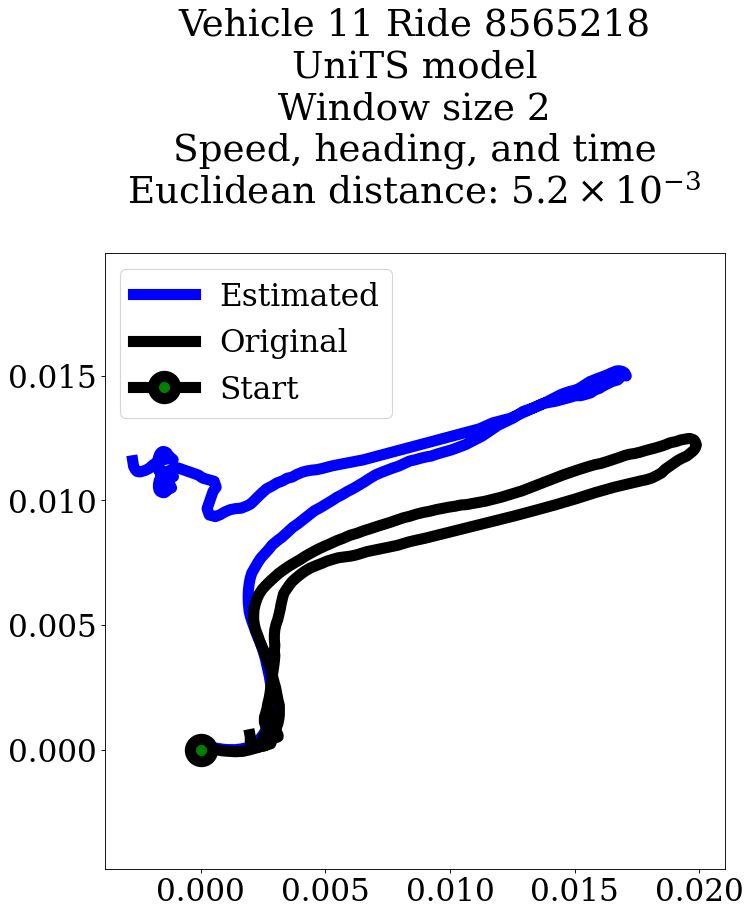 Vehicle 11 Ride 8565218
UniTS model
Window size 2
Speed, heading, and time
Euclidean distance: 5.2 × 10⁻³
Estimated
Original
Start
0.015
0.010
0.005
0.000
0.000 0.005 0.010 0.015 0.020